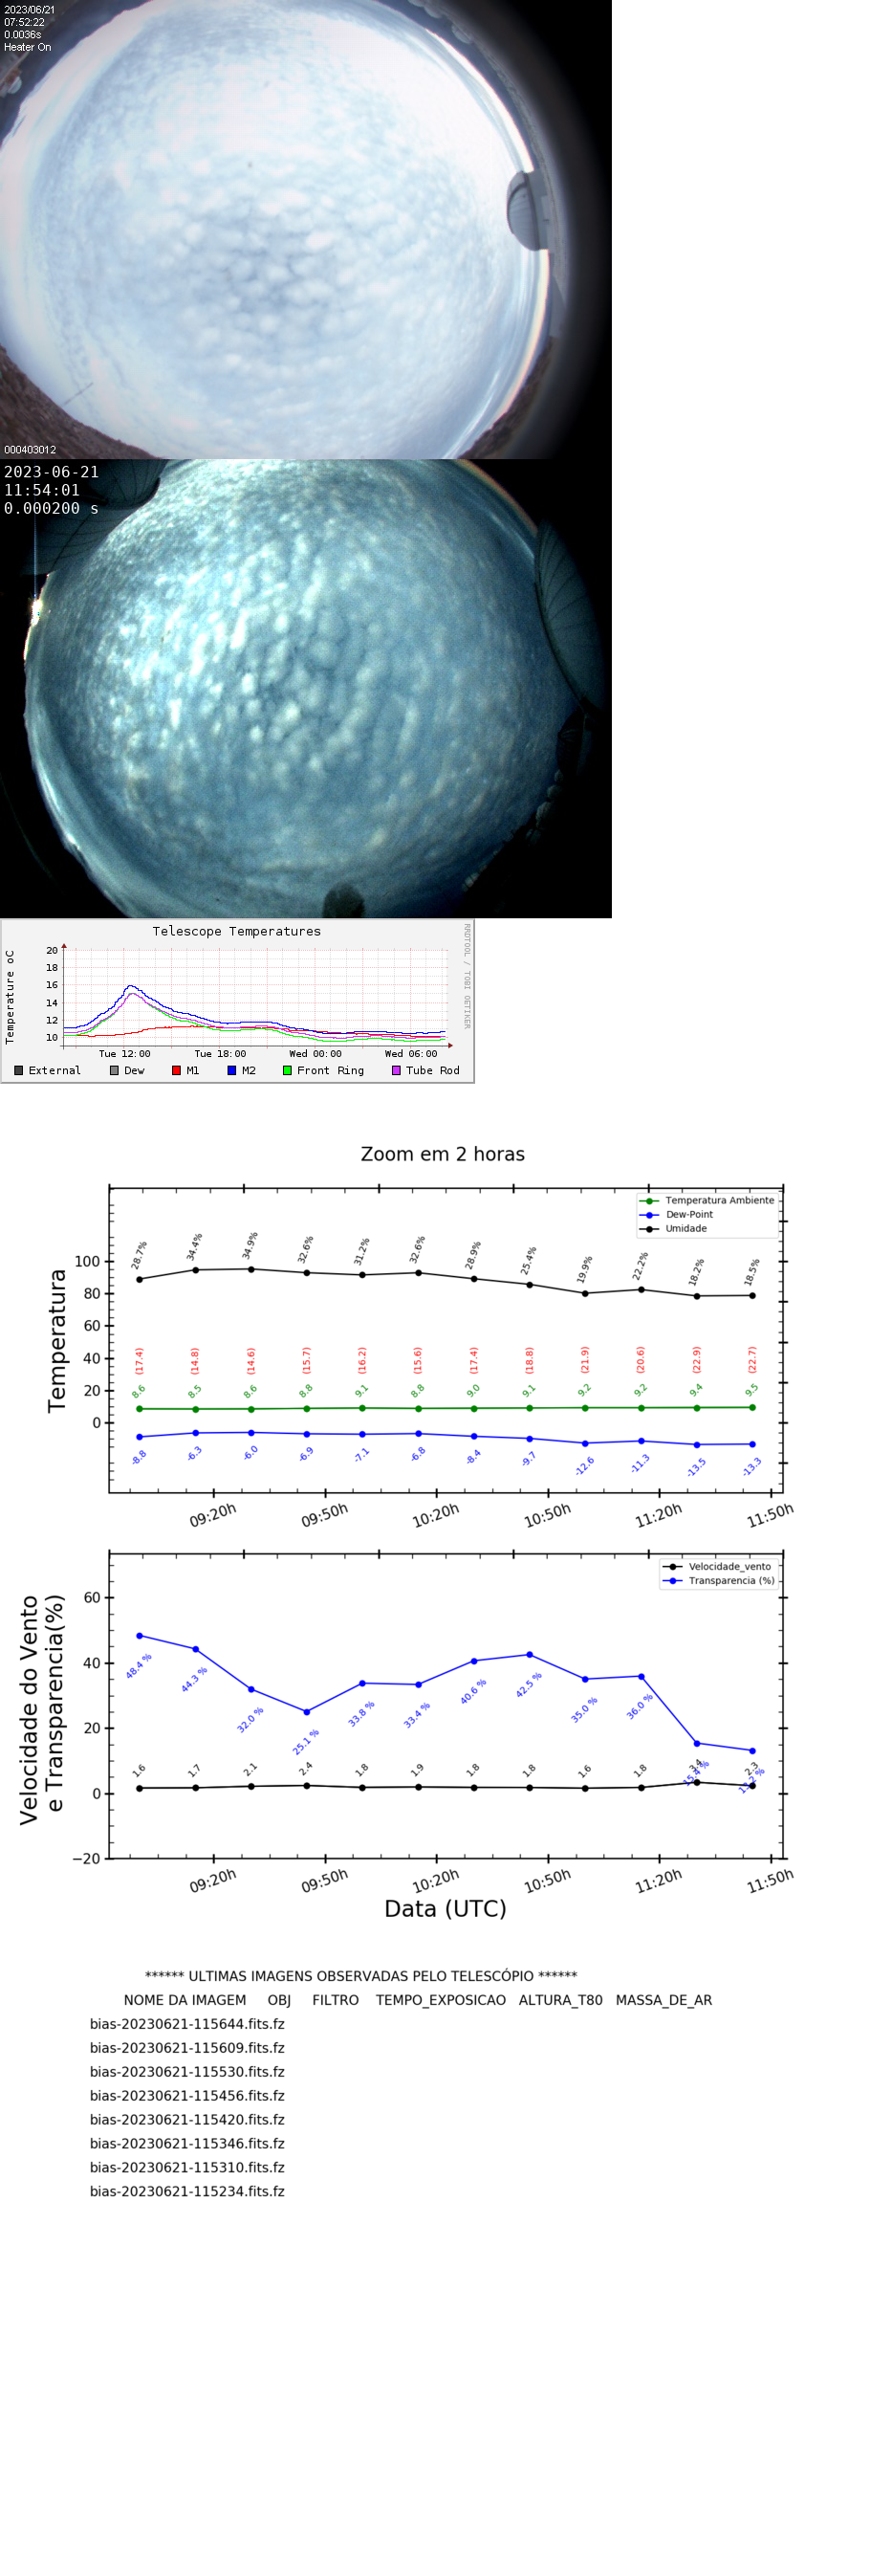 2023/06/21
07:52:22
0.0036s
Heater On
000403012
2023-06-21
11:54:01
0.000200 s
Telescope Temperatures
RRDTOOL / TOBI OETIKER
Temperature oC
20
18
16
14
12
10
Tue 12:00 Tue 18:00 Wed 00:00 Wed 06:00
External Dew M1 M2 Front Ring Tube Rod
Zoom em 2 horas
Temperatura Ambiente
Dew-Point
Umidade
Temperatura
100
80
60
40
20
0
28.7% 34.4% 34.9% 32.6% 31.2% 32.6% 28.9% 25.4% 19.9% 22.2% 18.2% 18.5%
(17.4) (14.8) (14.6) (15.7) (16.2) (15.6) (17.4) (18.8) (21.9) (20.6) (22.9) (22.7)
8.6 8.5 8.6 8.8 9.1 8.8 9.0 9.1 9.2 9.2 9.4 9.5
-8.8 -6.3 -6.0 -6.9 -7.1 -6.8 -8.4 -9.7 -12.6 -11.3 -13.5 -13.3
09:20h 09:50h 10:20h 10:50h 11:20h 11:50h
Velocidade_vento
Transparencia (%)
Velocidade do Vento
e Transparencia(%)
60
40
20
0
−20
48.4 % 44.3 % 32.0 % 25.1 % 33.8 % 33.4 % 40.6 % 42.5 % 35.0 % 36.0 % 15.4 %
1.6 1.7 2.1 2.4 1.8 1.9 1.8 1.8 1.6 1.8 3.4 2.3
09:20h 09:50h 10:20h 10:50h 11:20h 11:50h
Data (UTC)
****** ULTIMAS IMAGENS OBSERVADAS PELO TELESCÓPIO ******
NOME DA IMAGEM OBJ FILTRO TEMPO_EXPOSICAO ALTURA_T80 MASSA_DE_AR
bias-20230621-115644.fits.fz
bias-20230621-115609.fits.fz
bias-20230621-115530.fits.fz
bias-20230621-115456.fits.fz
bias-20230621-115420.fits.fz
bias-20230621-115346.fits.fz
bias-20230621-115310.fits.fz
bias-20230621-115234.fits.fz